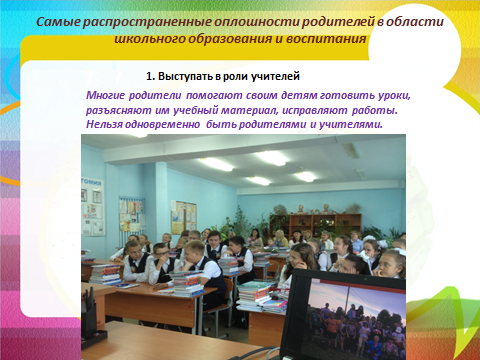 Самые распространенные оплошности родителей в области
школьного образования и воспитания
1. Выступать в роли учителей
Многие родители помогают своим детям готовить уроки,
разъясняют им учебный материал, исправляют работы.
Нельзя одновременно быть родителями и учителями.